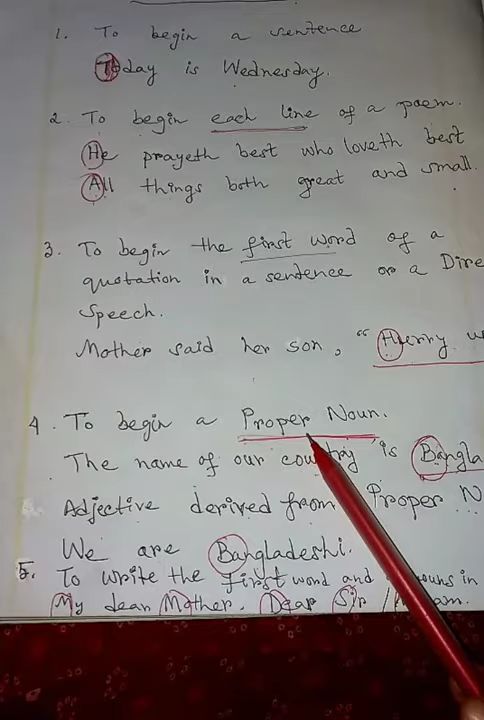 1. To begin a sentence
Today is Wednesday.
2. To begin each line of a poem.
He prayeth best who loveth best
All things both great and small.
3. To begin the first word of a
quotation in a sentence or a Dire
Speech.
Mother said her son, "Hurry u
4. To begin a Proper Noun.
The name of our country is Bangla
Adjective derived from Proper N
We are Bangladeshi.
5. To write the first word and nouns in
My dear Mother, Dear Sir /